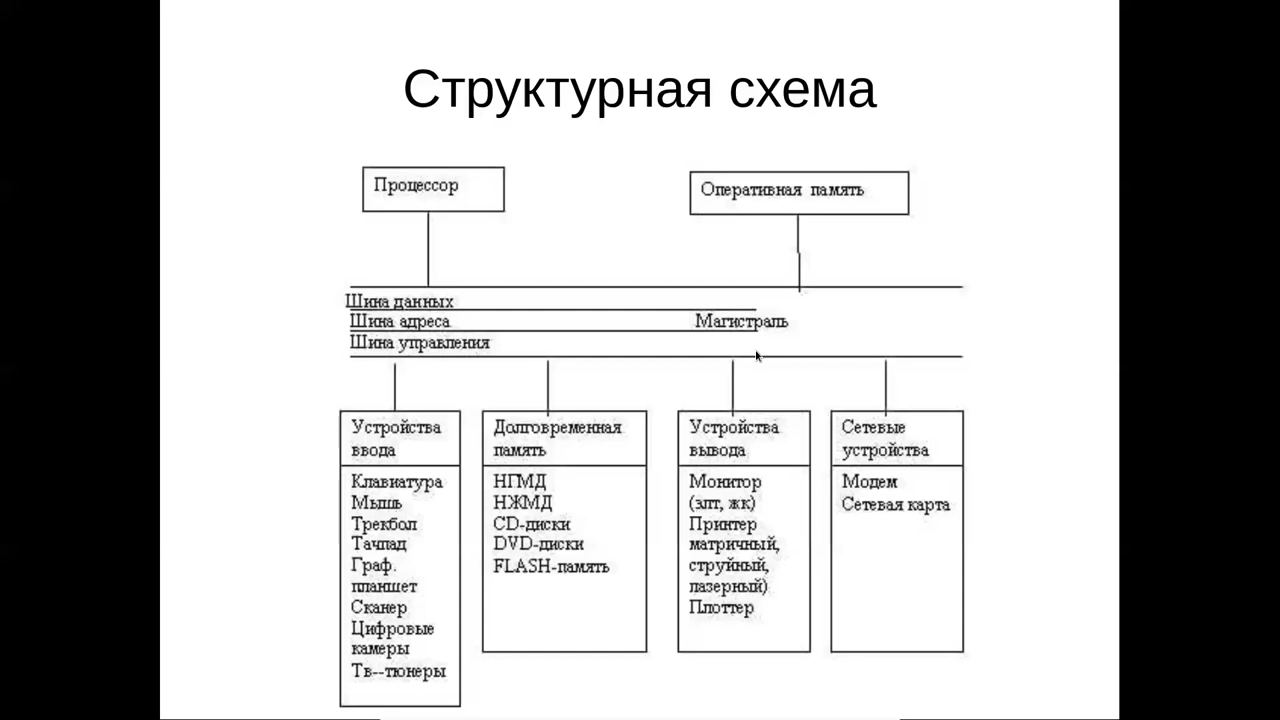 Структурная схема
Процессор
Оперативная память
Шина данных
Шина адреса
Магистраль
Шина управления
Устройства
ввода
Клавиатура
Мышь
Трекбол
Тачпад
Граф.
планшет
Сканер
Цифровые
камеры
Тв--тюнеры
Долговременная
память
НГМД
НЖМД
CD-диски
DVD-диски
FLASH-память
Устройства
вывода
Монитор
(элт, жк)
Принтер
матричный,
струйный,
лазерный)
Плоттер
Сетевые
устройства
Модем
Сетевая карта